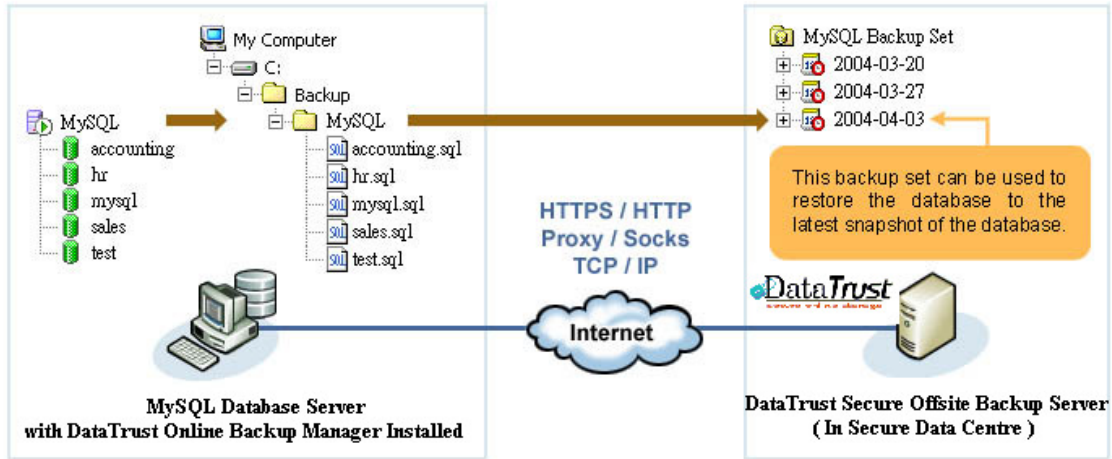 My Computer
C:
Backup
MySQL
MySQL
accounting
hr
mysql
sales
test
accounting.sql
hr.sql
mysql.sql
sales.sql
test.sql
MySQL Database Server
with DataTrust Online Backup Manager Installed
HTTPS / HTTP
Proxy / Socks
TCP / IP
Internet
MySQL Backup Set
2004-03-20
2004-03-27
2004-04-03
This backup set can be used to
restore the database to the
latest snapshot of the database.
DataTrust
DataTrust Secure Offsite Backup Server
( In Secure Data Centre )